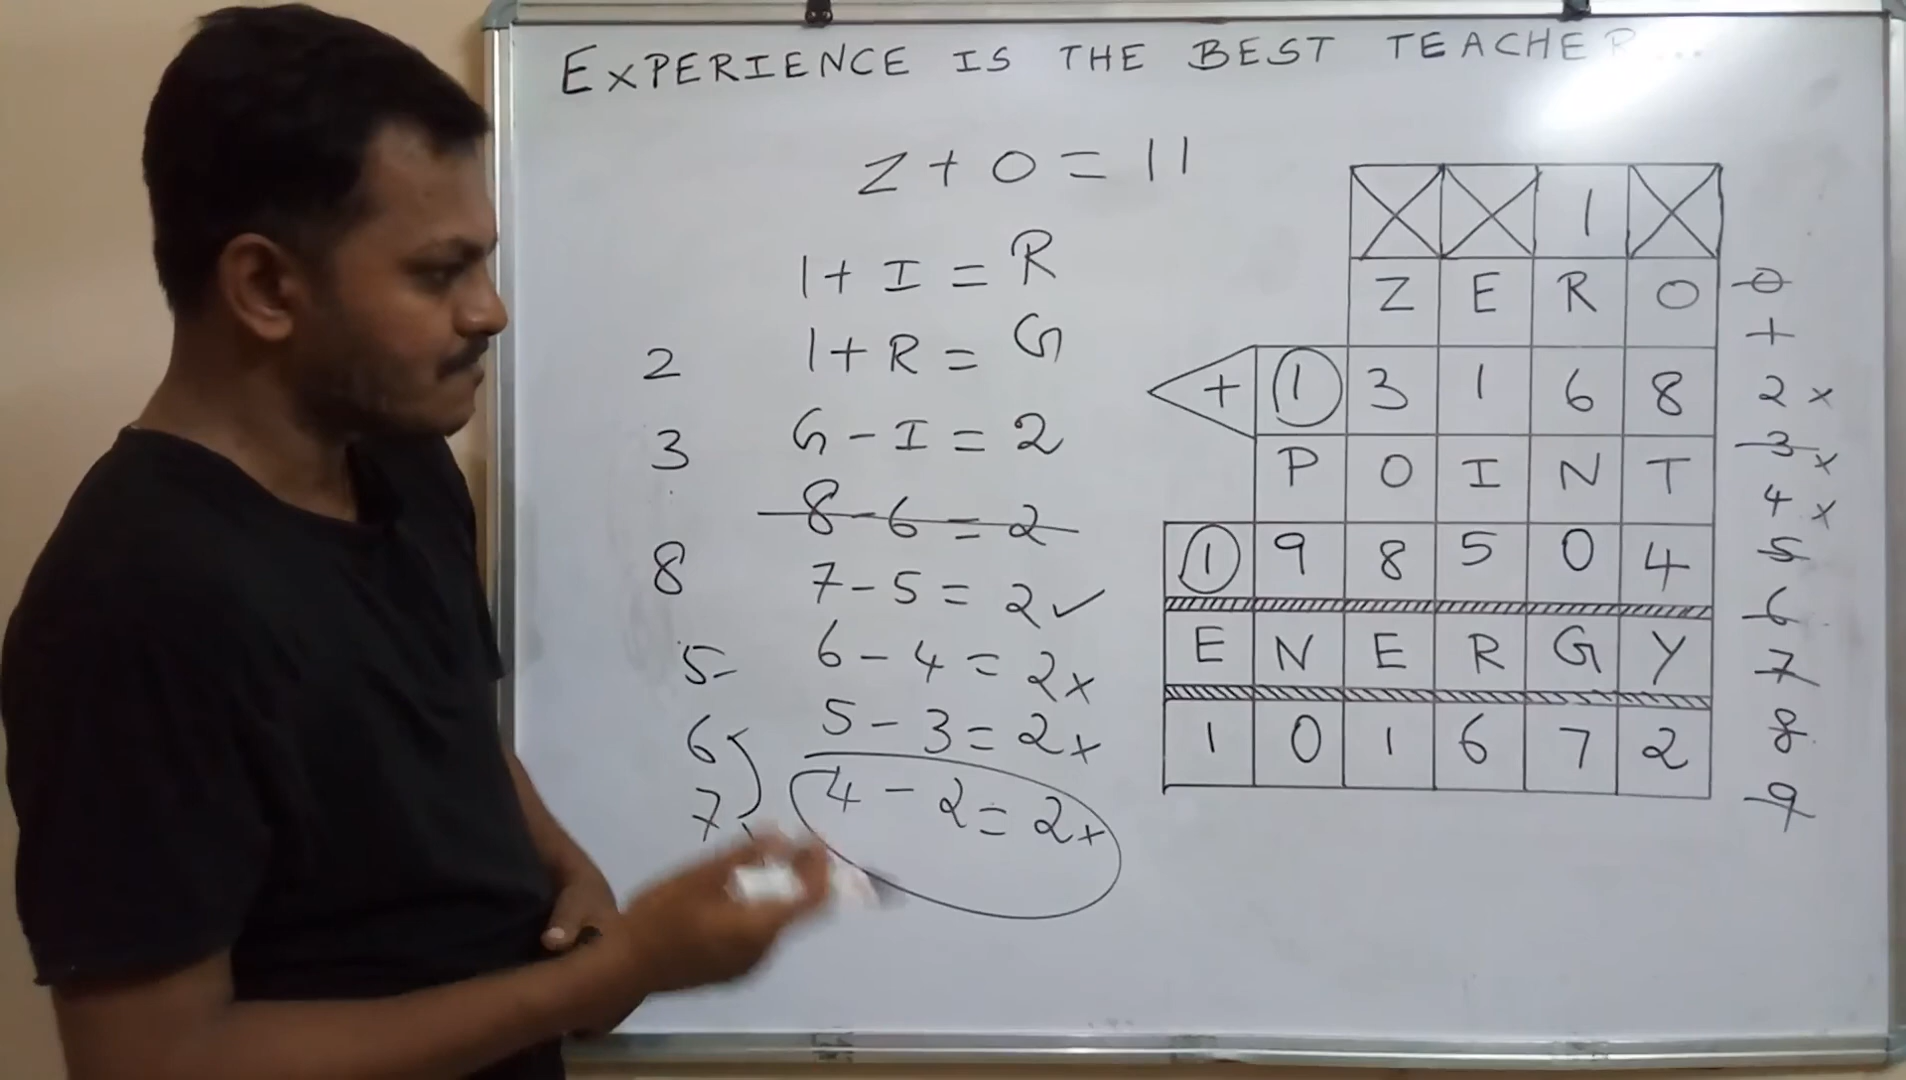 EXPERIENCE IS THE BEST TEACHER...
Z + O = 11
1 + I = R
1 + R = G
G - I = 2
8 - 6 = 2
7 - 5 = 2 ✓
6 - 4 = 2 x
5 - 3 = 2 x
4 - 2 = 2 x
2
3
8
5
6
7
1
Z E R O
+ 1 3 1 6 8
P O I N T
1 9 8 5 0 4
E N E R G Y
1 0 1 6 7 2
0
1
2 x
3 x
4 x
5
6
7
8
9